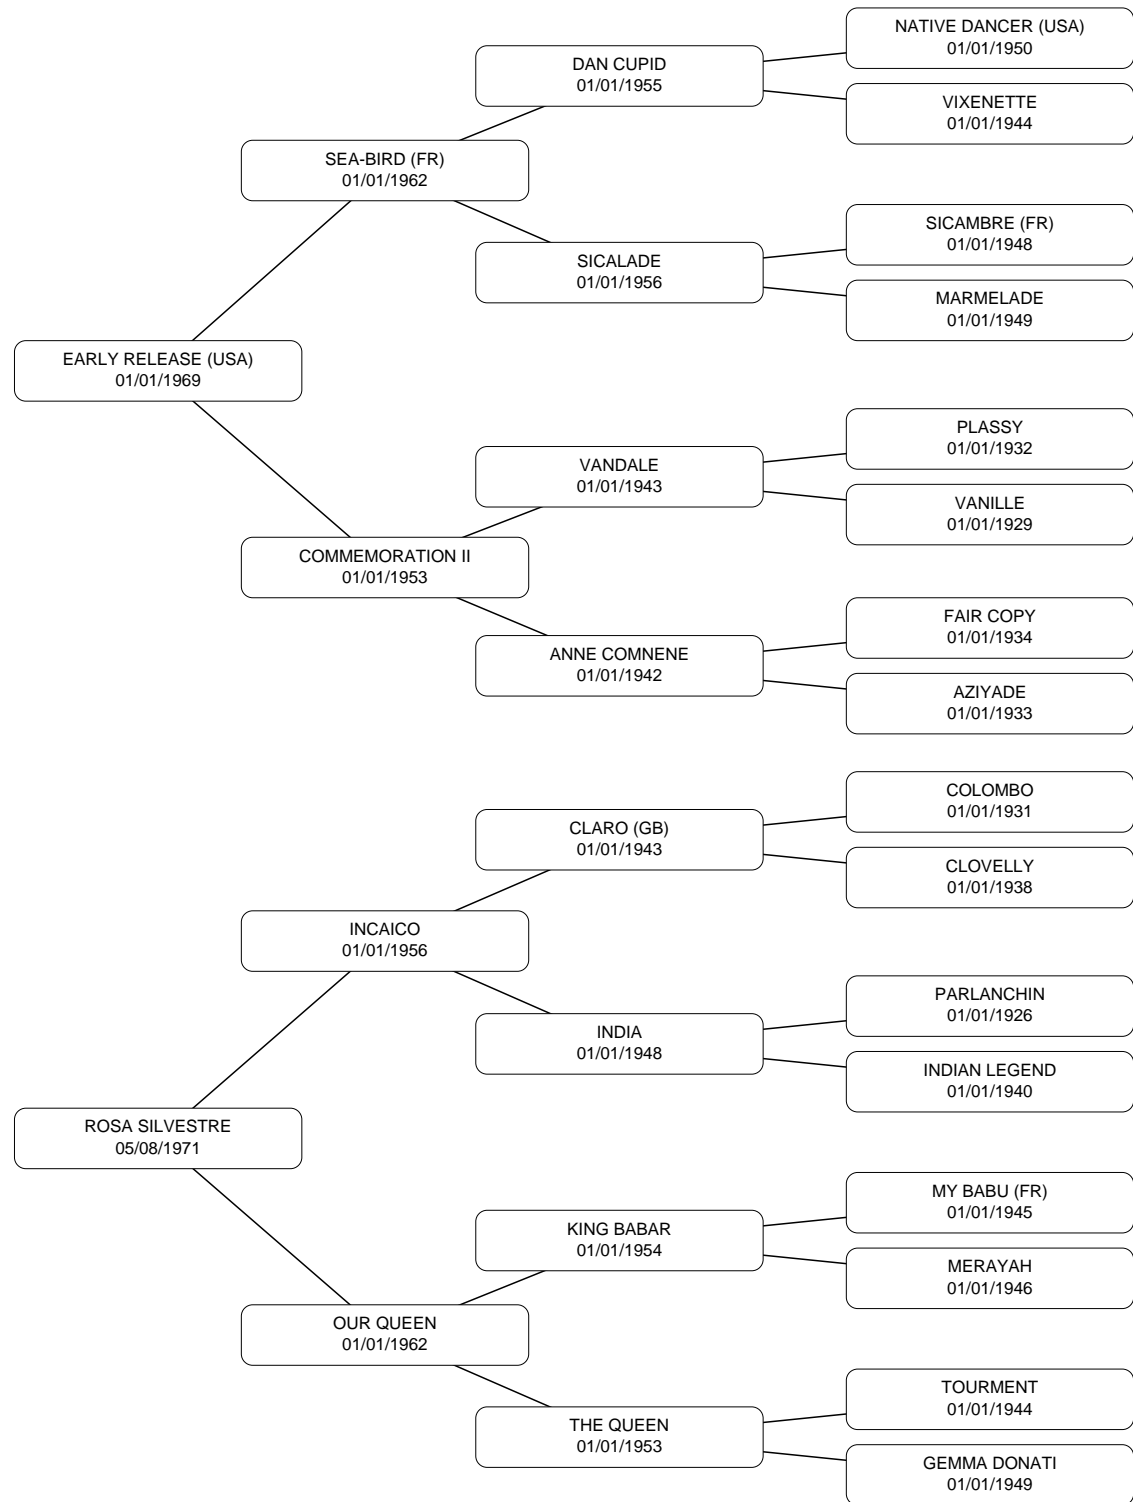 NATIVE DANCER (USA)
01/01/1950
DAN CUPID
01/01/1955
VIXENETTE
01/01/1944
SEA-BIRD (FR)
01/01/1962
SICAMBRE (FR)
01/01/1948
SICALADE
01/01/1956
MARMELADE
01/01/1949
EARLY RELEASE (USA)
01/01/1969
PLASSY
01/01/1932
VANDALE
01/01/1943
VANILLE
01/01/1929
COMMEMORATION II
01/01/1953
FAIR COPY
01/01/1934
ANNE COMNENE
01/01/1942
AZIYADE
01/01/1933
COLOMBO
01/01/1931
CLARO (GB)
01/01/1943
CLOVELLY
01/01/1938
INCAICO
01/01/1956
PARLANCHIN
01/01/1926
INDIA
01/01/1948
INDIAN LEGEND
01/01/1940
ROSA SILVESTRE
05/08/1971
MY BABU (FR)
01/01/1945
KING BABAR
01/01/1954
MERAYAH
01/01/1946
OUR QUEEN
01/01/1962
TOURMENT
01/01/1944
THE QUEEN
01/01/1953
GEMMA DONATI
01/01/1949